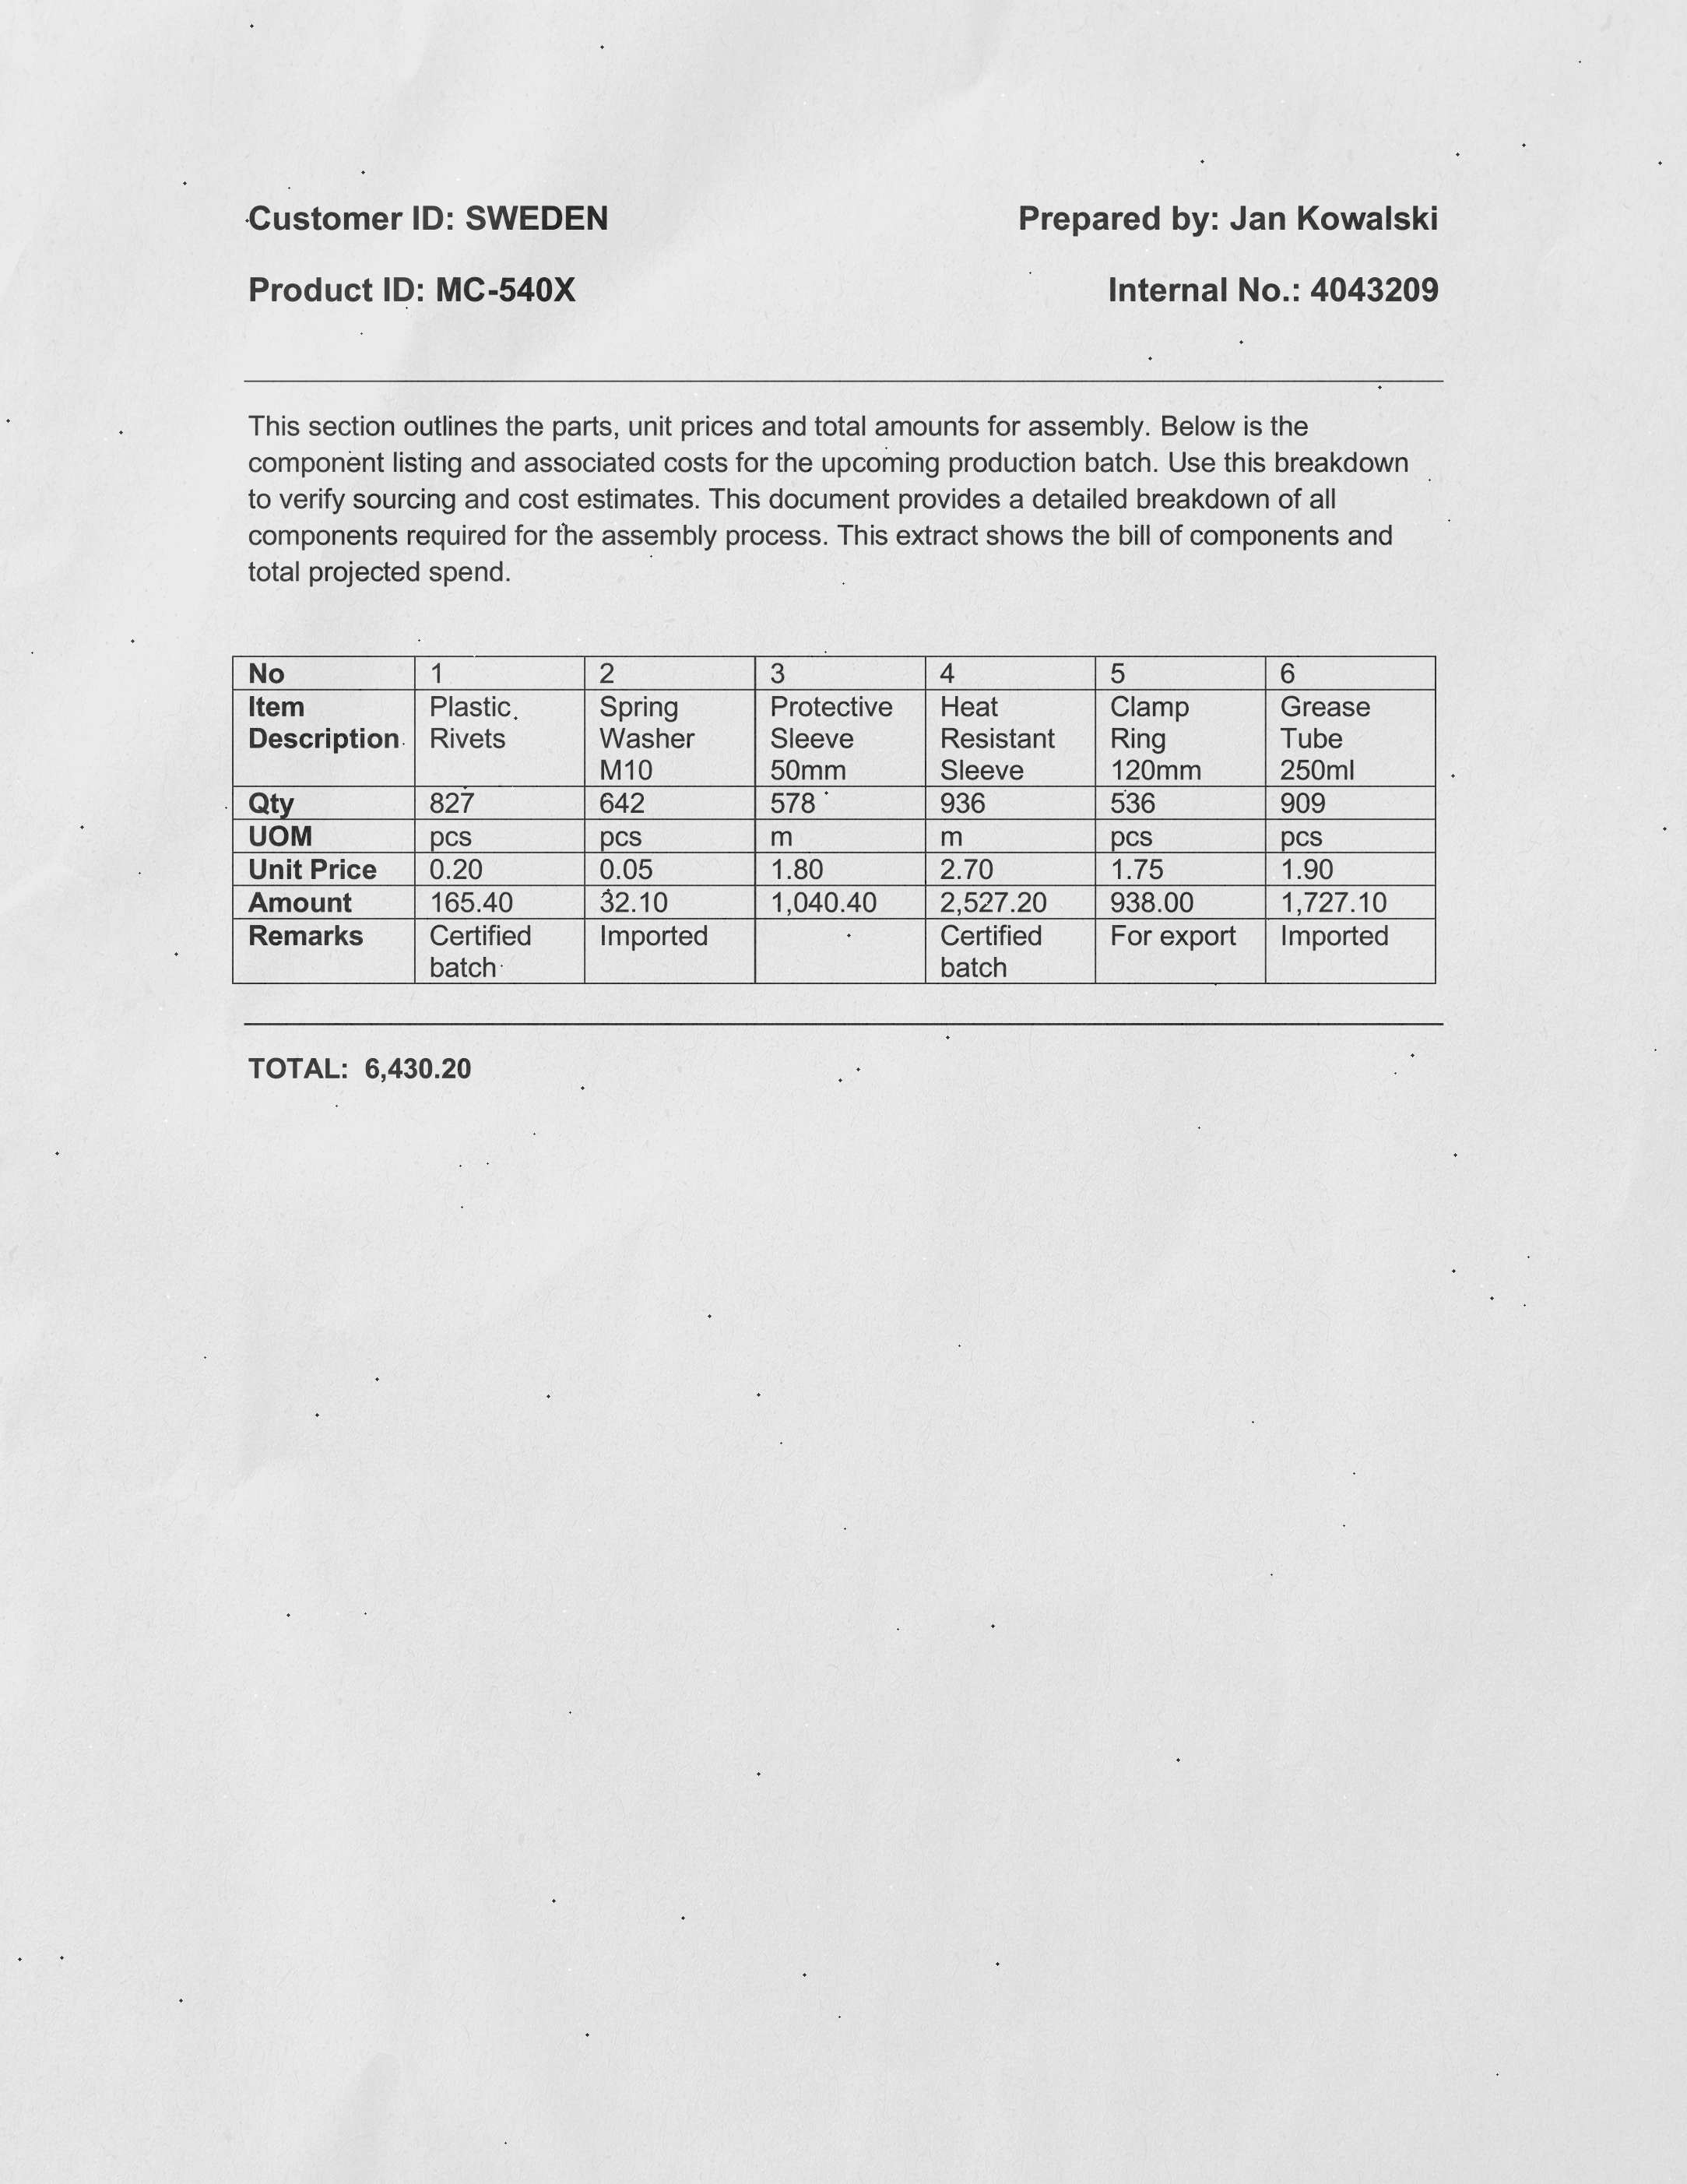 Customer ID: SWEDEN Prepared by: Jan Kowalski
Product ID: MC-540X Internal No.: 4043209
This section outlines the parts, unit prices and total amounts for assembly. Below is the
component listing and associated costs for the upcoming production batch. Use this breakdown
to verify sourcing and cost estimates. This document provides a detailed breakdown of all
components required for the assembly process. This extract shows the bill of components and
total projected spend.
No 1 2 3 4 5 6
Item Plastic Spring Protective Heat Clamp Grease
Description Rivets Washer Sleeve Resistant Ring Tube
M10 50mm Sleeve 120mm 250ml
Qty 827 642 578 936 536 909
UOM pcs pcs m m pcs pcs
Unit Price 0.20 0.05 1.80 2.70 1.75 1.90
Amount 165.40 32.10 1,040.40 2,527.20 938.00 1,727.10
Remarks Certified Imported Certified For export Imported
batch batch
TOTAL: 6,430.20